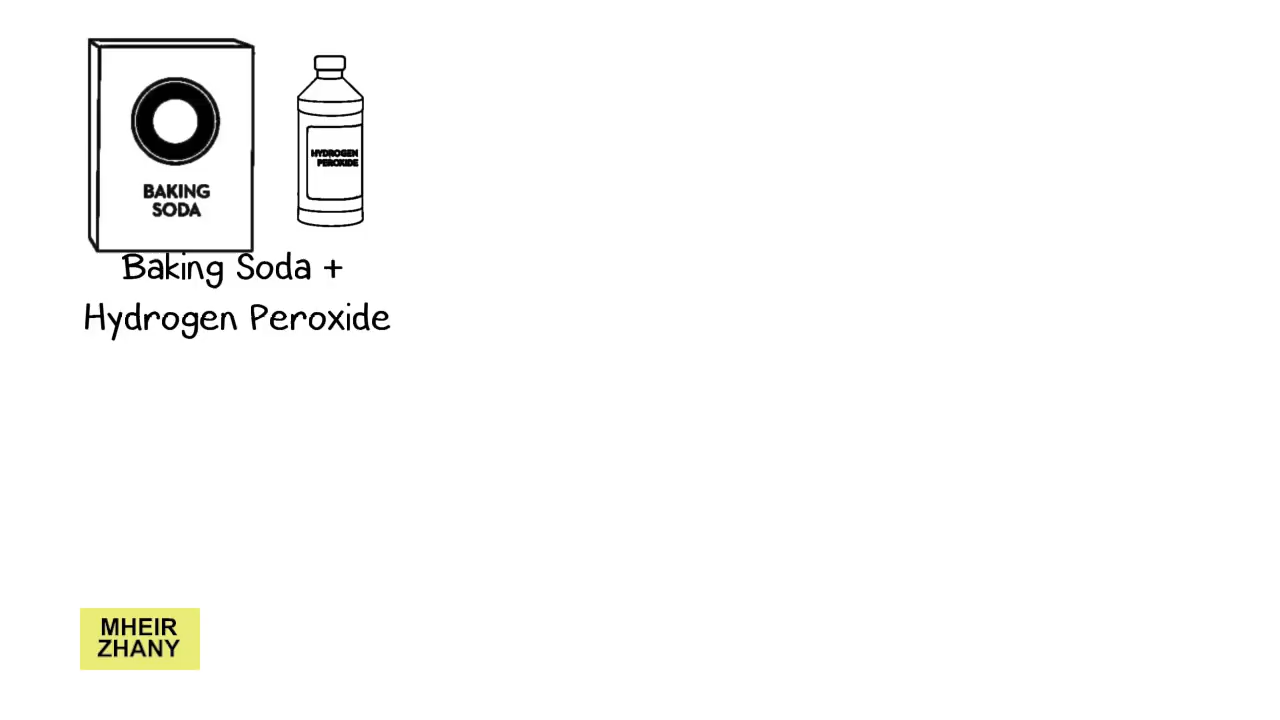 BAKING
SODA
HYDROGEN
PEROXIDE
Baking Soda +
Hydrogen Peroxide
MHEIR
ZHANY